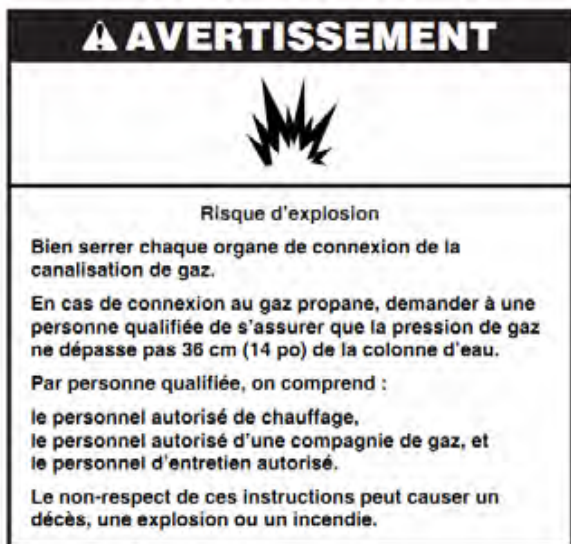 ⚠ AVERTISSEMENT
Risque d'explosion
Bien serrer chaque organe de connexion de la
canalisation de gaz.
En cas de connexion au gaz propane, demander à une
personne qualifiée de s'assurer que la pression de gaz
ne dépasse pas 36 cm (14 po) de la colonne d'eau.
Par personne qualifiée, on comprend :
le personnel autorisé de chauffage,
le personnel autorisé d'une compagnie de gaz, et
le personnel d'entretien autorisé.
Le non-respect de ces instructions peut causer un
décès, une explosion ou un incendie.